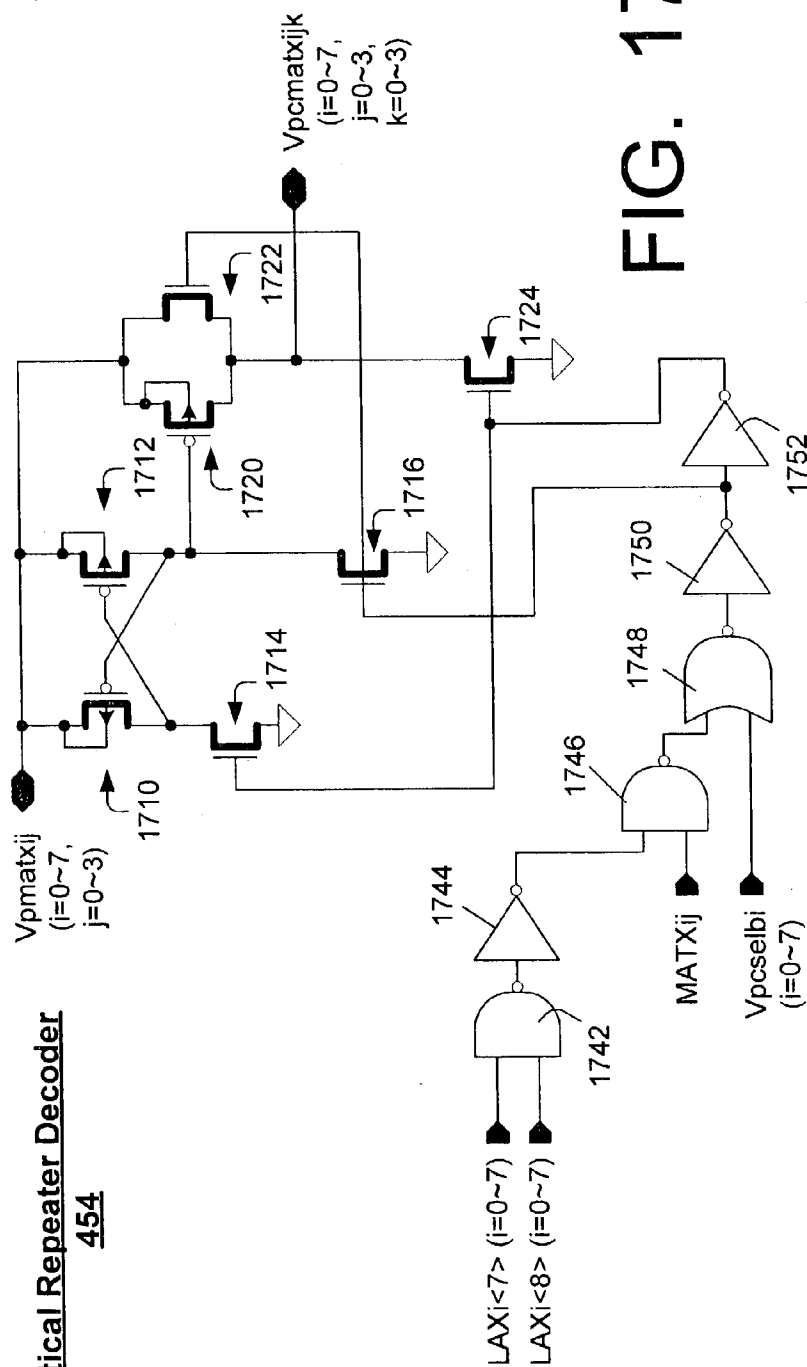 tical Repeater Decoder
454
Vpmatxij
(i=0~7,
j=0~3)
1710
1712
1714
1716
1720
1722
1724
Vpcmatxijk
(i=0~7,
j=0~3,
k=0~3)
LAXi<7> (i=0~7)
LAXi<8> (i=0~7)
1742
1744
MATXij
Vpcselbi
(i=0~7)
1746
1748
1750
1752
FIG. 17